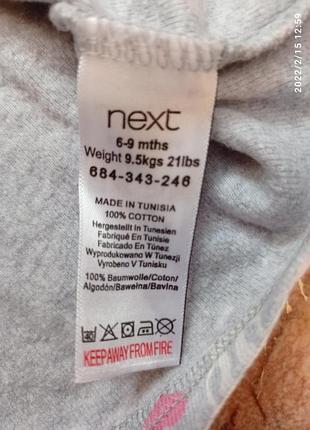 2022/2/15 12:59
next
6-9 mths
Weight 9.5kgs 21lbs
684-343-246
MADE IN TUNISIA
100% COTTON
Hergestellt In Tunesien
Fabriqué En Tunisie
Fabricado En Túnez
Wyprodukowano W Tunezji
Vyrobeno V Tunisku
100% Baumwolle/Coton/
Algodón/Bawełna/Bavlna
40
KEEP AWAY FROM FIRE